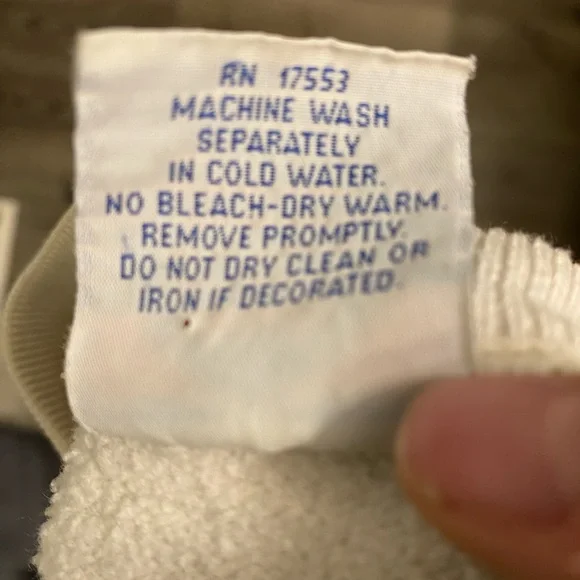 RN 17553
MACHINE WASH
SEPARATELY
IN COLD WATER.
NO BLEACH-DRY WARM.
REMOVE PROMPTLY.
DO NOT DRY CLEAN OR
IRON IF DECORATED.